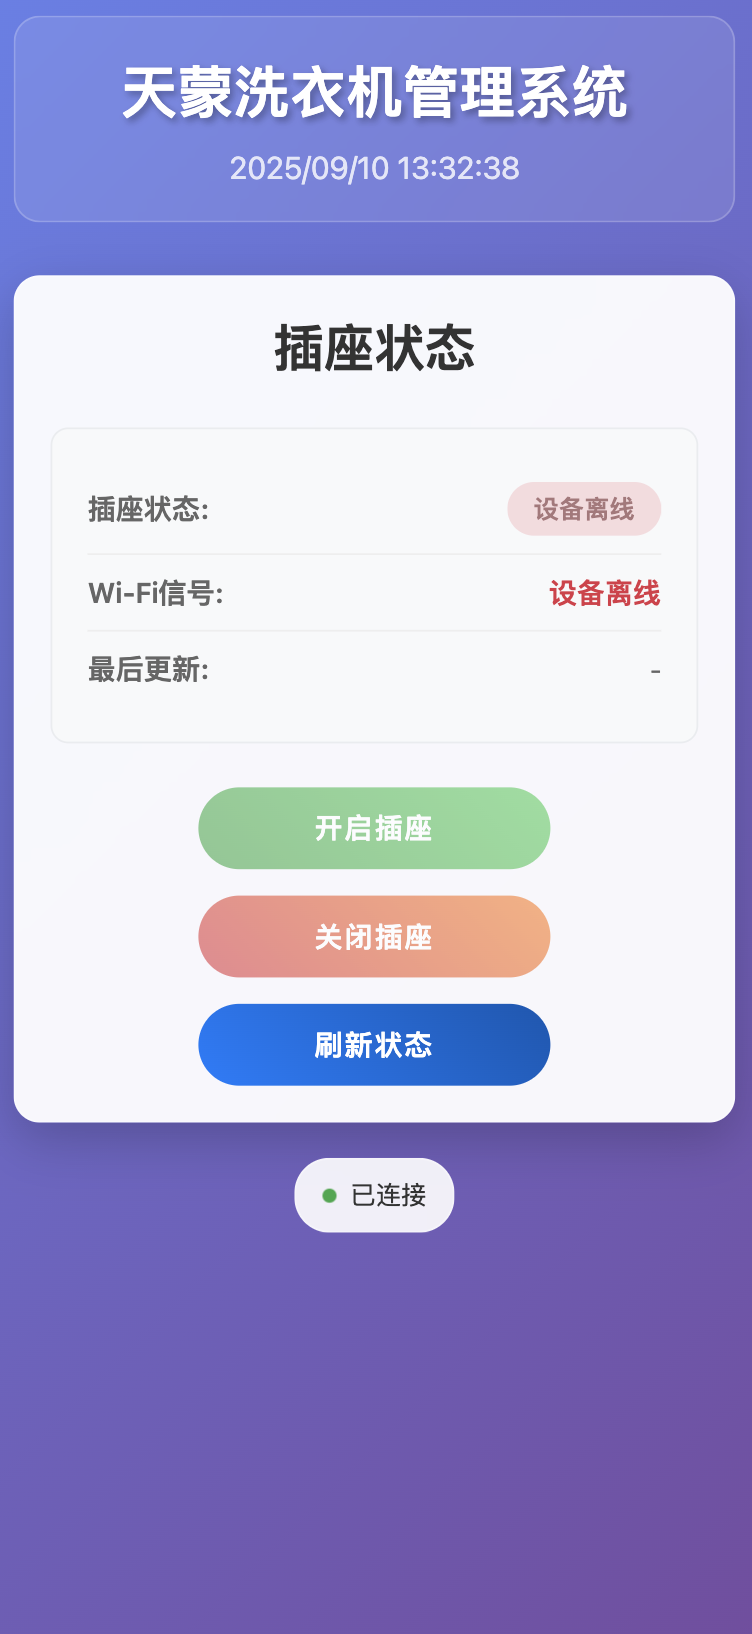 天蒙洗衣机管理系统
2025/09/10 13:32:38
插座状态
插座状态: 设备离线
Wi-Fi信号: 设备离线
最后更新: -
开启插座
关闭插座
刷新状态
已连接